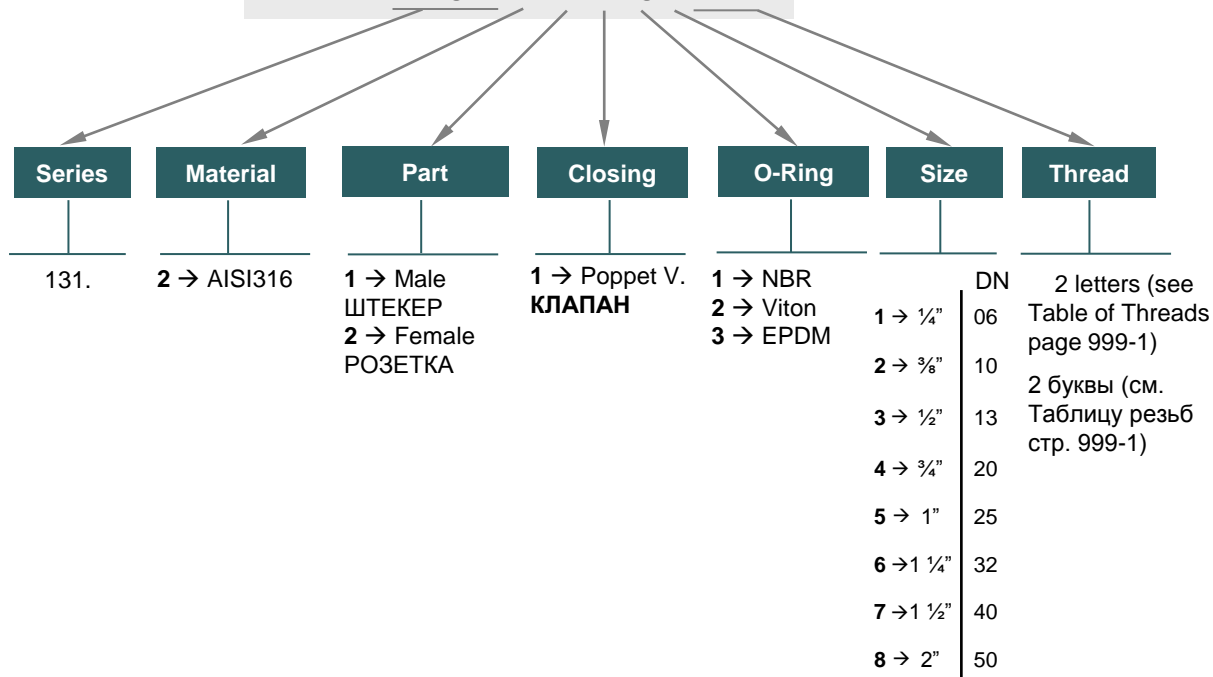 Series
Material
Part
Closing
O-Ring
Size
Thread
131.
2 → AISI316
1 → Male
ШТЕКЕР
2 → Female
РОЗЕТКА
1 → Poppet V.
КЛАПАН
1 → NBR
2 → Viton
3 → EPDM
DN
1 → ¼” 06
2 → ⅜” 10
3 → ½” 13
4 → ¾” 20
5 → 1” 25
6 →1 ¼” 32
7 →1 ½” 40
8 → 2” 50
2 letters (see
Table of Threads
page 999-1)
2 буквы (см.
Таблицу резьб
стр. 999-1)